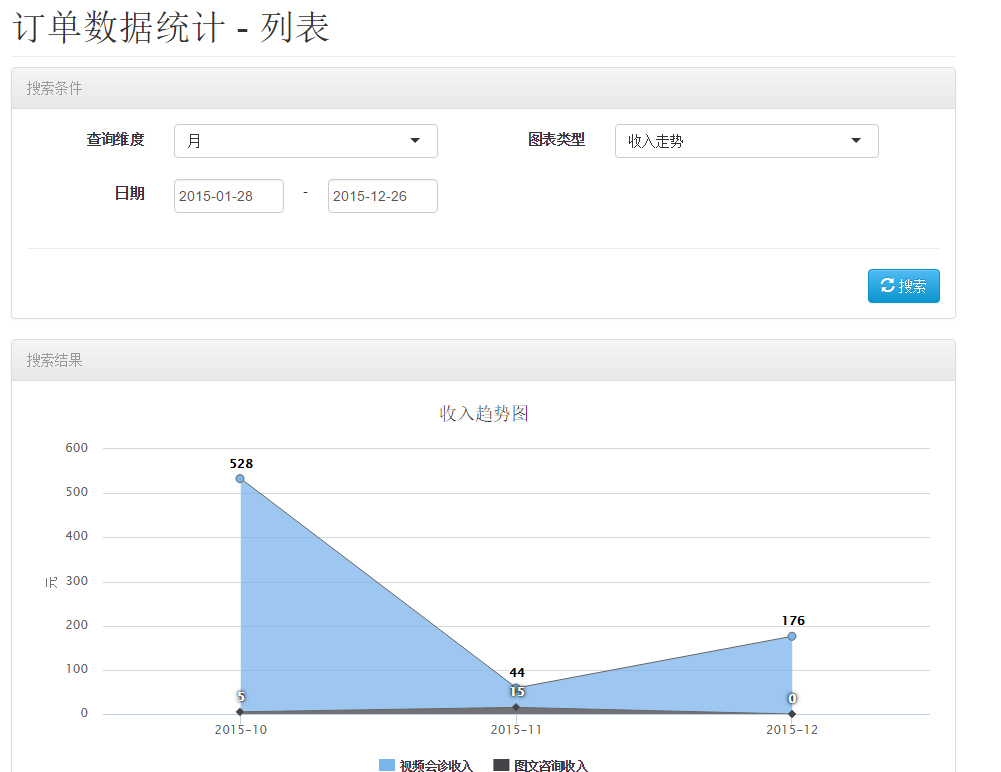 订单数据统计 - 列表
搜索条件
查询维度 月 图表类型 收入走势
日期 2015-01-28 - 2015-12-26
搜索
搜索结果
收入趋势图
600
528
500
400
元 300
200
176
100
44
15
5
0
0
2015-10 2015-11 2015-12
视频会诊收入 图文咨询收入